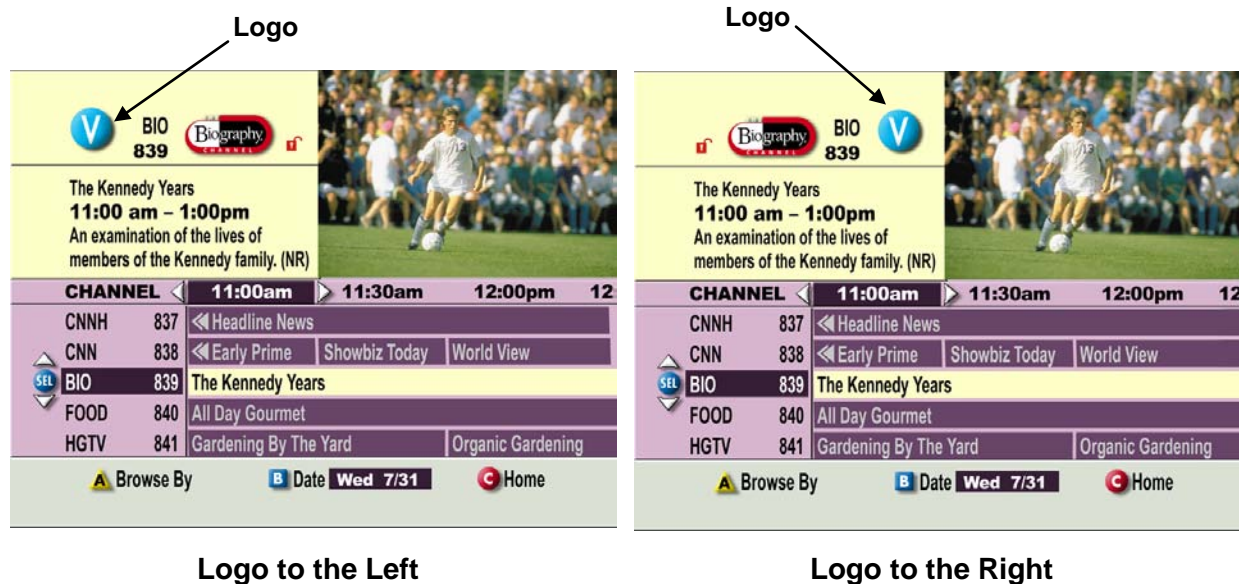 Logo
V
BIO
839
Biography
CHANNEL
The Kennedy Years
11:00 am – 1:00pm
An examination of the lives of
members of the Kennedy family. (NR)
13
CHANNEL 11:00am 11:30am 12:00pm 12
CNNH 837 Headline News
CNN 838 Early Prime Showbiz Today World View
SEL BIO 839 The Kennedy Years
FOOD 840 All Day Gourmet
HGTV 841 Gardening By The Yard Organic Gardening
A Browse By B Date Wed 7/31 C Home
Logo to the Left
Logo
Biography
CHANNEL
BIO
839
V
The Kennedy Years
11:00 am – 1:00pm
An examination of the lives of
members of the Kennedy family. (NR)
13
CHANNEL 11:00am 11:30am 12:00pm 12
CNNH 837 Headline News
CNN 838 Early Prime Showbiz Today World View
SEL BIO 839 The Kennedy Years
FOOD 840 All Day Gourmet
HGTV 841 Gardening By The Yard Organic Gardening
A Browse By B Date Wed 7/31 C Home
Logo to the Right